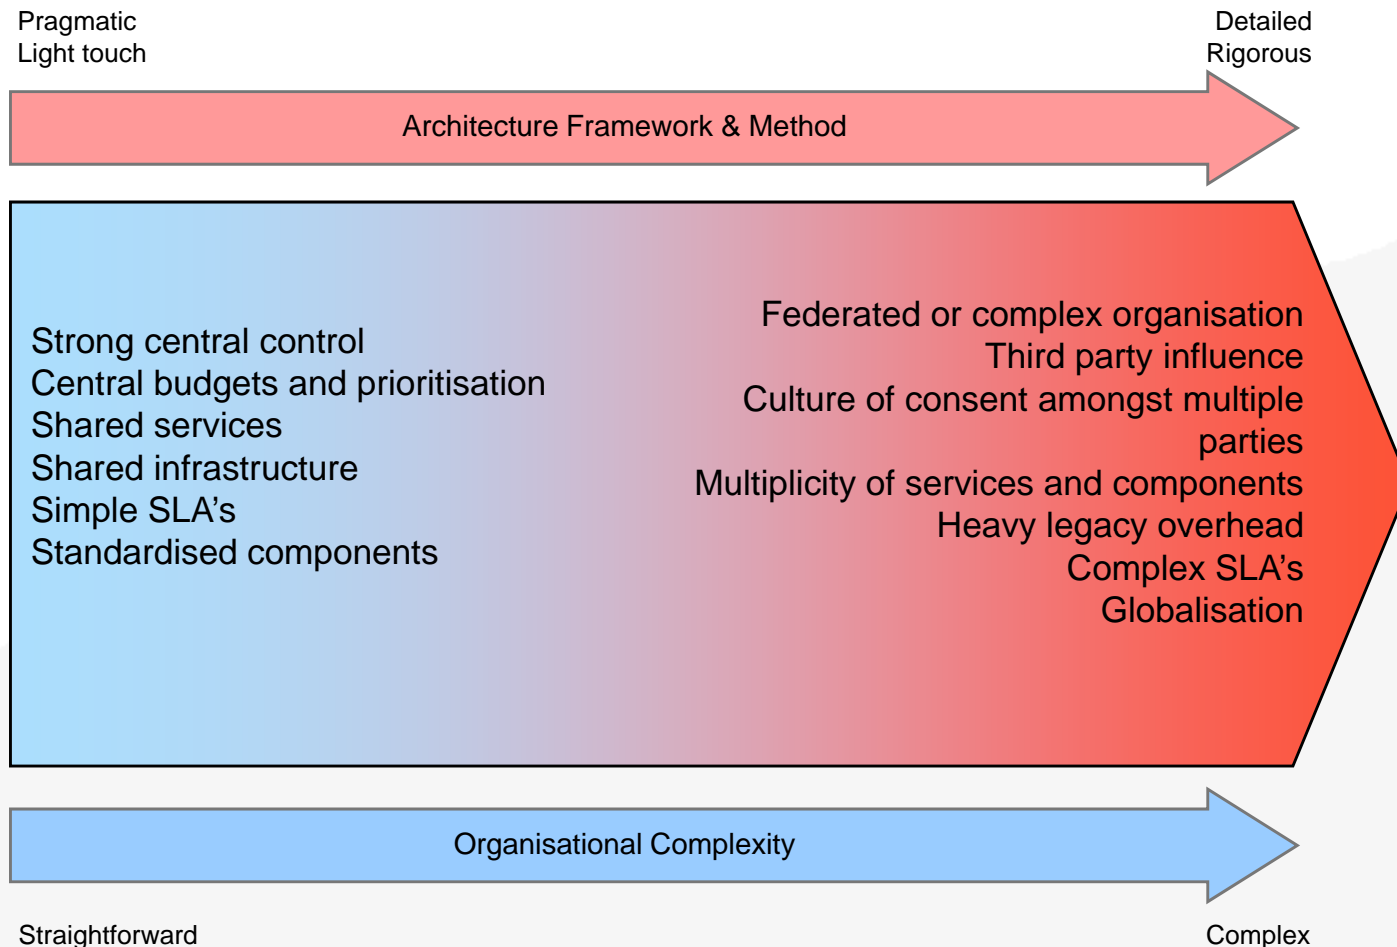 Pragmatic
Light touch
Detailed
Rigorous
Architecture Framework & Method
Strong central control
Central budgets and prioritisation
Shared services
Shared infrastructure
Simple SLA’s
Standardised components
Federated or complex organisation
Third party influence
Culture of consent amongst multiple
parties
Multiplicity of services and components
Heavy legacy overhead
Complex SLA’s
Globalisation
Organisational Complexity
Straightforward
Complex